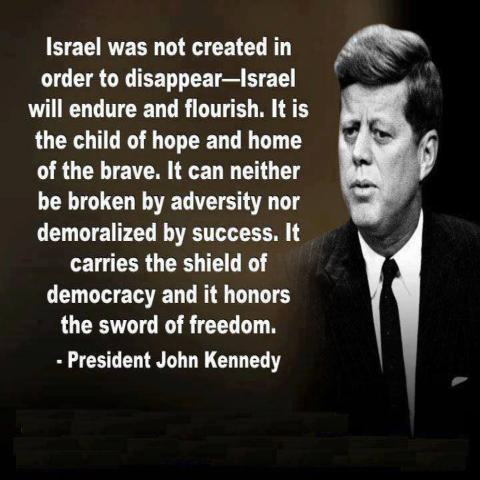 Israel was not created in
order to disappear—Israel
will endure and flourish. It is
the child of hope and home
of the brave. It can neither
be broken by adversity nor
demoralized by success. It
carries the shield of
democracy and it honors
the sword of freedom.
- President John Kennedy